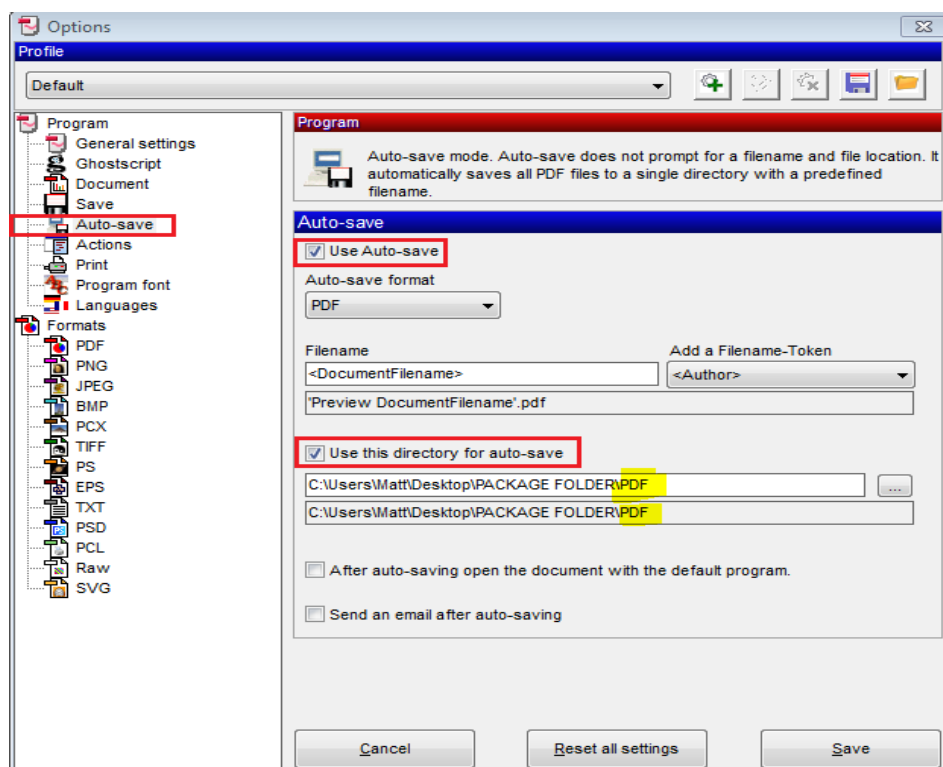 Options
Profile
Default
Program
General settings
Ghostscript
Document
Save
Auto-save
Actions
Print
Program font
Languages
Formats
PDF
PNG
JPEG
BMP
PCX
TIFF
PS
EPS
TXT
PSD
PCL
Raw
SVG
Program
Auto-save mode. Auto-save does not prompt for a filename and file location. It
automatically saves all PDF files to a single directory with a predefined
filename.
Auto-save
Use Auto-save
Auto-save format
PDF
Filename
Add a Filename-Token
<DocumentFilename>
<Author>
'Preview DocumentFilename'.pdf
Use this directory for auto-save
C:\Users\Matt\Desktop\PACKAGE FOLDER\PDF
...
C:\Users\Matt\Desktop\PACKAGE FOLDER\PDF
After auto-saving open the document with the default program.
Send an email after auto-saving
Cancel
Reset all settings
Save